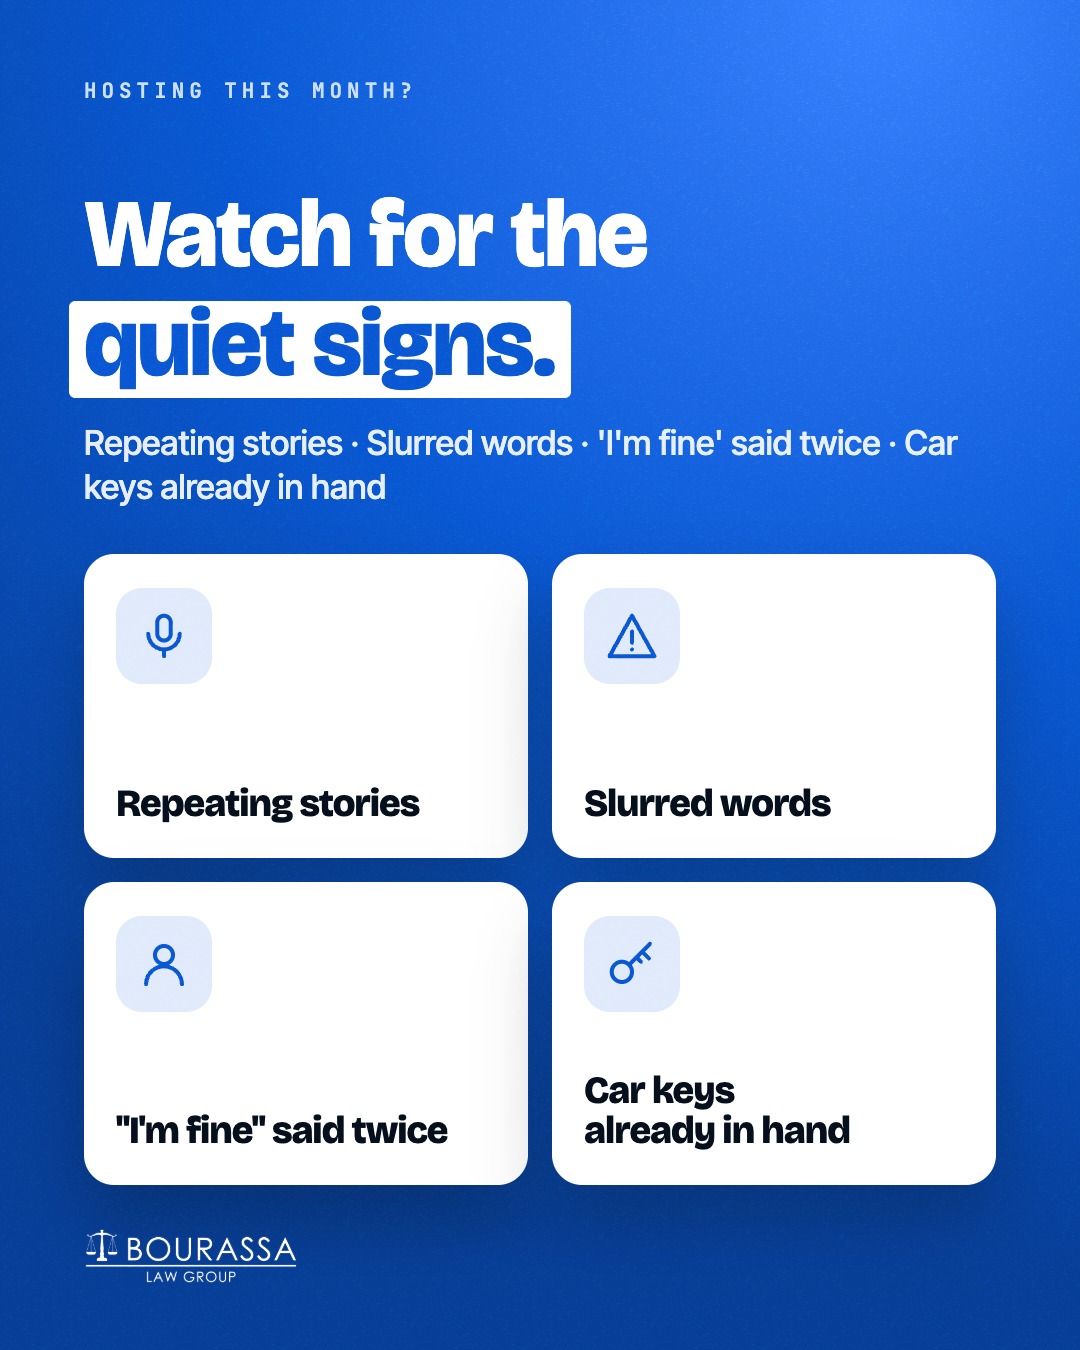 HOSTING THIS MONTH?
Watch for the
quiet signs.
Repeating stories · Slurred words · 'I'm fine' said twice · Car
keys already in hand
Repeating stories
Slurred words
"I'm fine" said twice
Car keys
already in hand
BOURASSA
LAW GROUP